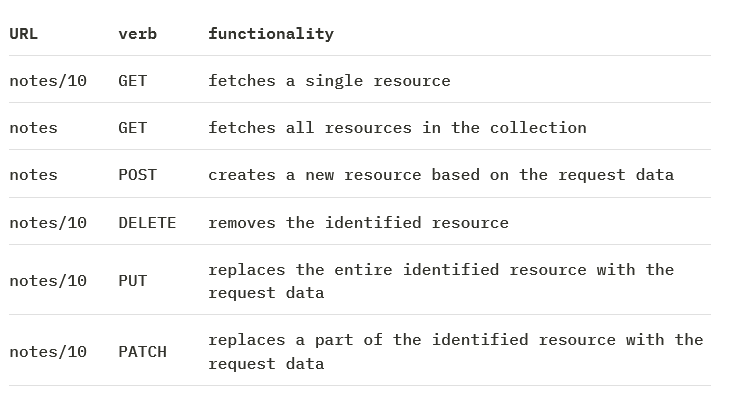 URL verb functionality
notes/10 GET fetches a single resource
notes GET fetches all resources in the collection
notes POST creates a new resource based on the request data
notes/10 DELETE removes the identified resource
notes/10 PUT replaces the entire identified resource with the
request data
notes/10 PATCH replaces a part of the identified resource with the
request data